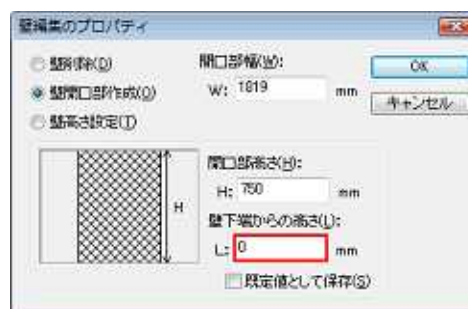 壁編集のプロパティ
壁削除(D)
壁開口部作成(O)
壁高さ設定(T)
開口部幅(W):
W: 1819 mm
OK
キャンセル
開口部高さ(H):
H: 750 mm
H
壁下端からの高さ(L):
L: 0 mm
既定値として保存(S)